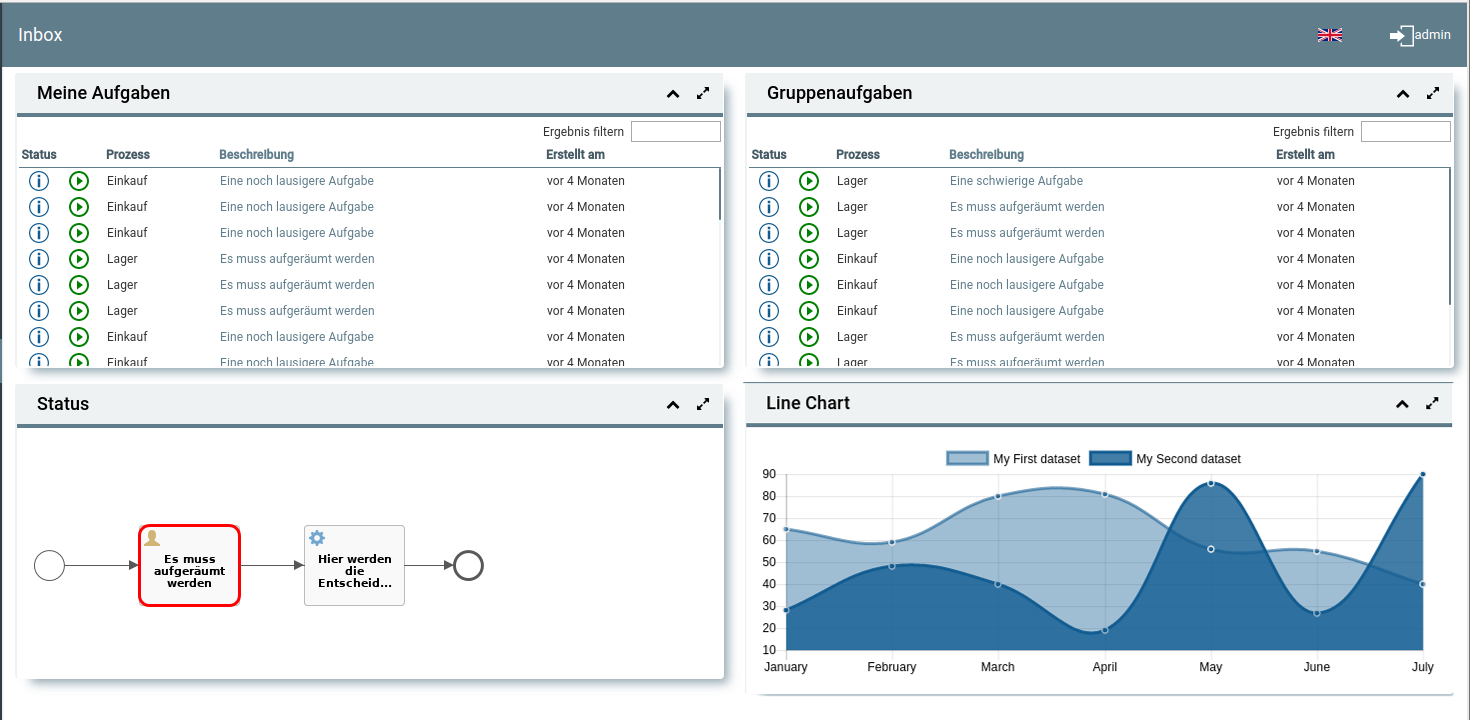 Inbox
admin
Meine Aufgaben
Ergebnis filtern
Status Prozess Beschreibung Erstellt am
Einkauf Eine noch lausigere Aufgabe vor 4 Monaten
Einkauf Eine noch lausigere Aufgabe vor 4 Monaten
Einkauf Eine noch lausigere Aufgabe vor 4 Monaten
Lager Es muss aufgeräumt werden vor 4 Monaten
Lager Es muss aufgeräumt werden vor 4 Monaten
Lager Es muss aufgeräumt werden vor 4 Monaten
Einkauf Eine noch lausigere Aufgabe vor 4 Monaten
Einkauf Eine noch lausigere Aufgabe vor 4 Monaten
Gruppenaufgaben
Ergebnis filtern
Status Prozess Beschreibung Erstellt am
Lager Eine schwierige Aufgabe vor 4 Monaten
Lager Es muss aufgeräumt werden vor 4 Monaten
Lager Es muss aufgeräumt werden vor 4 Monaten
Einkauf Eine noch lausigere Aufgabe vor 4 Monaten
Einkauf Eine noch lausigere Aufgabe vor 4 Monaten
Einkauf Eine noch lausigere Aufgabe vor 4 Monaten
Lager Es muss aufgeräumt werden vor 4 Monaten
Lager Es muss aufgeräumt werden vor 4 Monaten
Status
Es muss
aufgeräumt
werden
Hier werden
die
Entscheid...
Line Chart
My First dataset My Second dataset
90
80
70
60
50
40
30
20
10
January February March April May June July